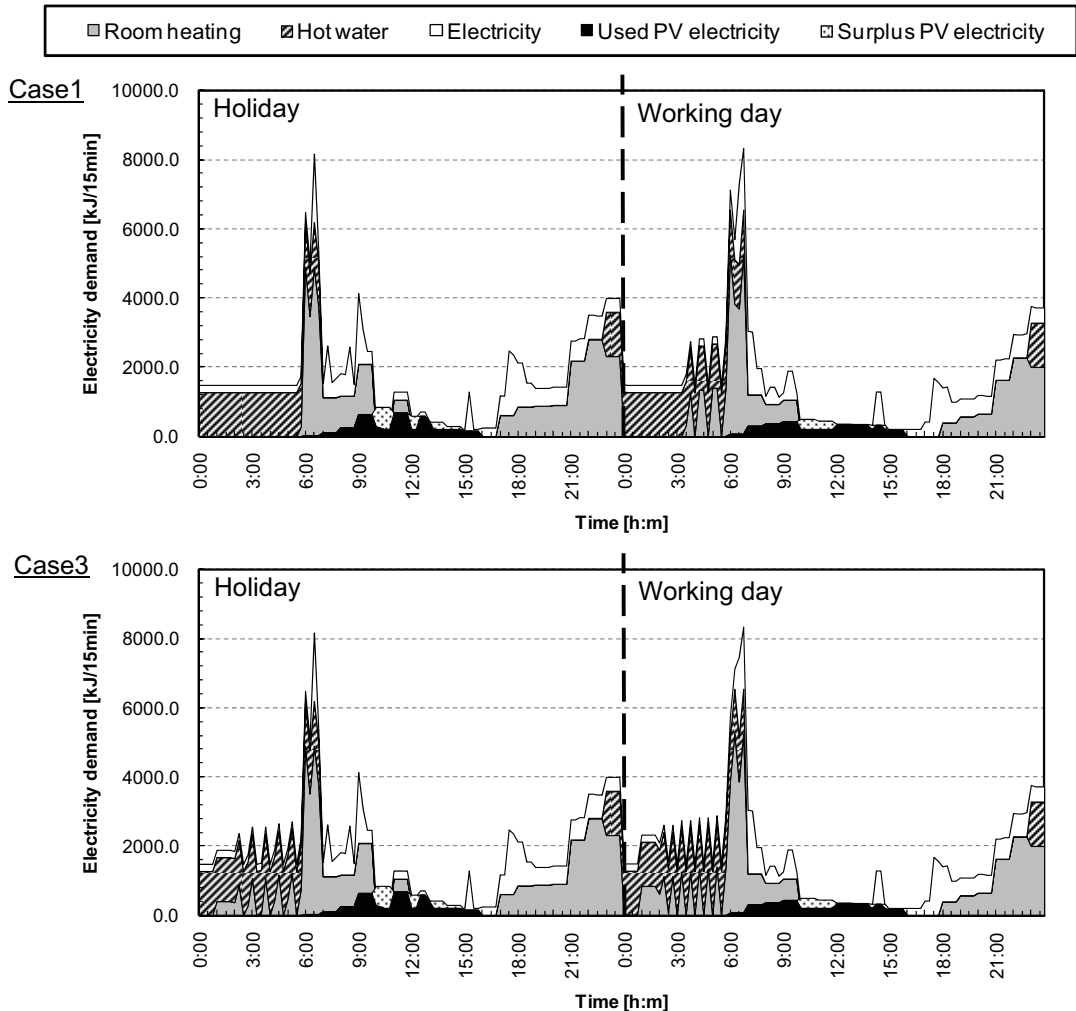 Room heating Hot water Electricity Used PV electricity Surplus PV electricity
Case1
Electricity demand [kJ/15min]
10000.0
8000.0
6000.0
4000.0
2000.0
0.0
Holiday
Working day
0:00 3:00 6:00 9:00 12:00 15:00 18:00 21:00 0:00 3:00 6:00 9:00 12:00 15:00 18:00 21:00
Time [h:m]
Case3
Electricity demand [kJ/15min]
10000.0
8000.0
6000.0
4000.0
2000.0
0.0
Holiday
Working day
0:00 3:00 6:00 9:00 12:00 15:00 18:00 21:00 0:00 3:00 6:00 9:00 12:00 15:00 18:00 21:00
Time [h:m]